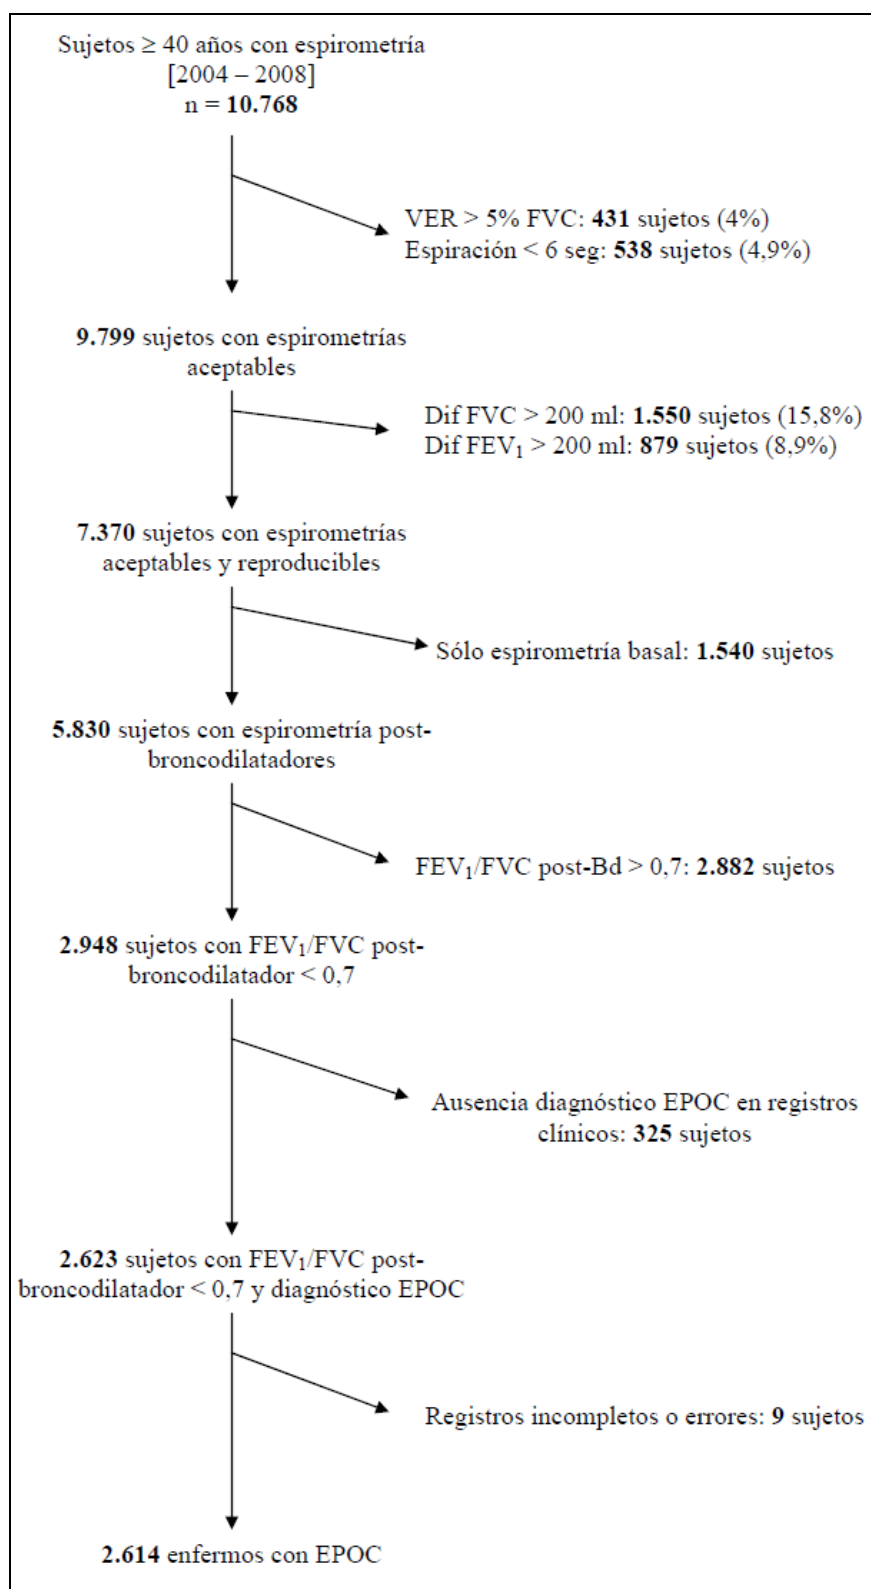 Sujetos ≥ 40 años con espirometría
[2004 – 2008]
n = 10.768
VER > 5% FVC: 431 sujetos (4%)
Espiración < 6 seg: 538 sujetos (4,9%)
9.799 sujetos con espirometrías
aceptables
Dif FVC > 200 ml: 1.550 sujetos (15,8%)
Dif FEV₁ > 200 ml: 879 sujetos (8,9%)
7.370 sujetos con espirometrías
aceptables y reproducibles
Sólo espirometría basal: 1.540 sujetos
5.830 sujetos con espirometría post-
broncodilatadores
FEV₁/FVC post-Bd > 0,7: 2.882 sujetos
2.948 sujetos con FEV₁/FVC post-
broncodilatador < 0,7
Ausencia diagnóstico EPOC en registros
clínicos: 325 sujetos
2.623 sujetos con FEV₁/FVC post-
broncodilatador < 0,7 y diagnóstico EPOC
Registros incompletos o errores: 9 sujetos
2.614 enfermos con EPOC